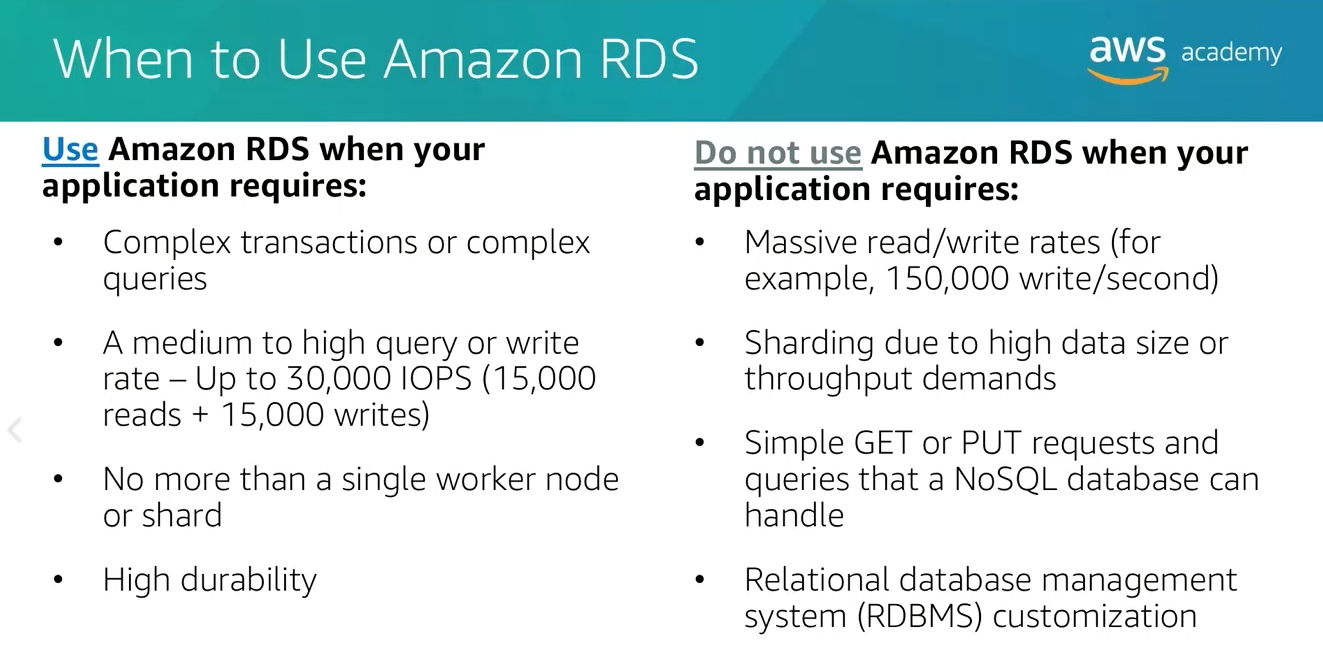 When to Use Amazon RDS
aws academy
Use Amazon RDS when your
application requires:
• Complex transactions or complex
queries
• A medium to high query or write
rate – Up to 30,000 IOPS (15,000
reads + 15,000 writes)
• No more than a single worker node
or shard
• High durability
Do not use Amazon RDS when your
application requires:
• Massive read/write rates (for
example, 150,000 write/second)
• Sharding due to high data size or
throughput demands
• Simple GET or PUT requests and
queries that a NoSQL database can
handle
• Relational database management
system (RDBMS) customization